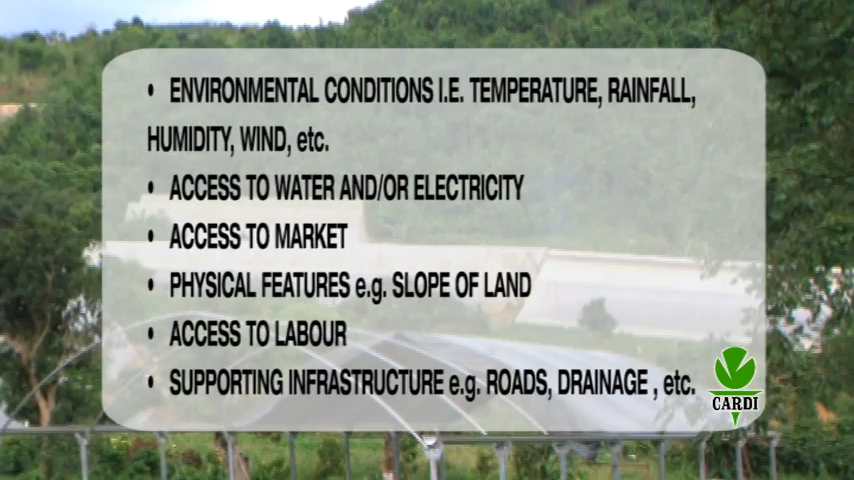 • ENVIRONMENTAL CONDITIONS I.E. TEMPERATURE, RAINFALL,
HUMIDITY, WIND, etc.
• ACCESS TO WATER AND/OR ELECTRICITY
• ACCESS TO MARKET
• PHYSICAL FEATURES e.g. SLOPE OF LAND
• ACCESS TO LABOUR
• SUPPORTING INFRASTRUCTURE e.g. ROADS, DRAINAGE , etc.
CARDI